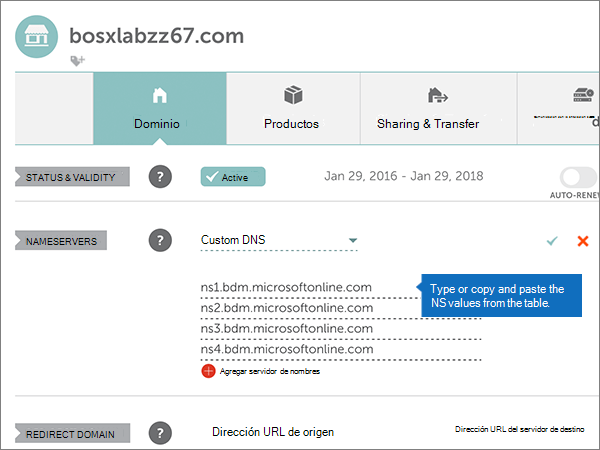 bosxlabzz67.com
Dominio
Productos
Sharing & Transfer
STATUS & VALIDITY
?
Active
Jan 29, 2016 - Jan 29, 2018
AUTO-RENE
NAMESERVERS
?
Custom DNS
ns1.bdm.microsoftonline.com
Type or copy and paste the
NS values from the table.
ns2.bdm.microsoftonline.com
ns3.bdm.microsoftonline.com
ns4.bdm.microsoftonline.com
Agregar servidor de nombres
REDIRECT DOMAIN
?
Dirección URL de origen
Dirección URL del servidor de destino